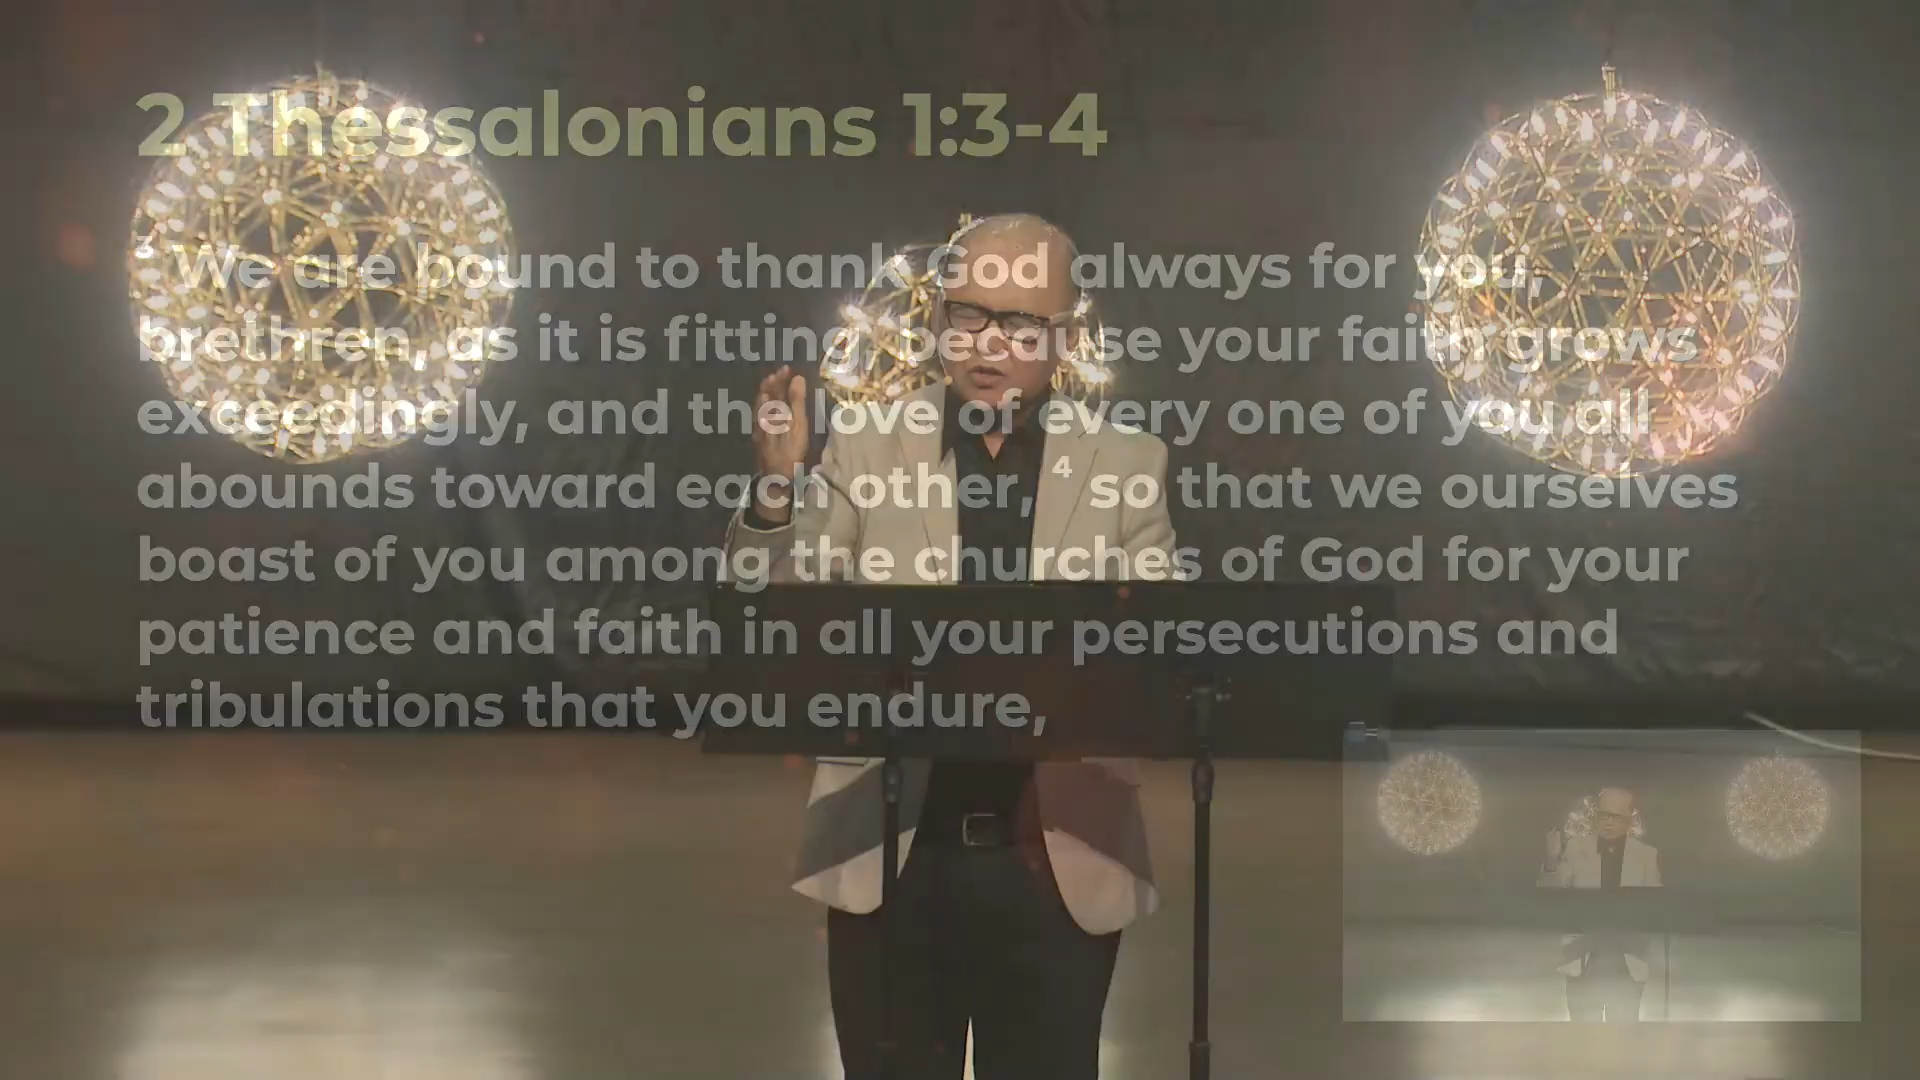 2 Thessalonians 1:3-4
3 We are bound to thank God always for you,
brethren, as it is fitting, because your faith grows
exceedingly, and the love of every one of you all
abounds toward each other, 4 so that we ourselves
boast of you among the churches of God for your
patience and faith in all your persecutions and
tribulations that you endure,